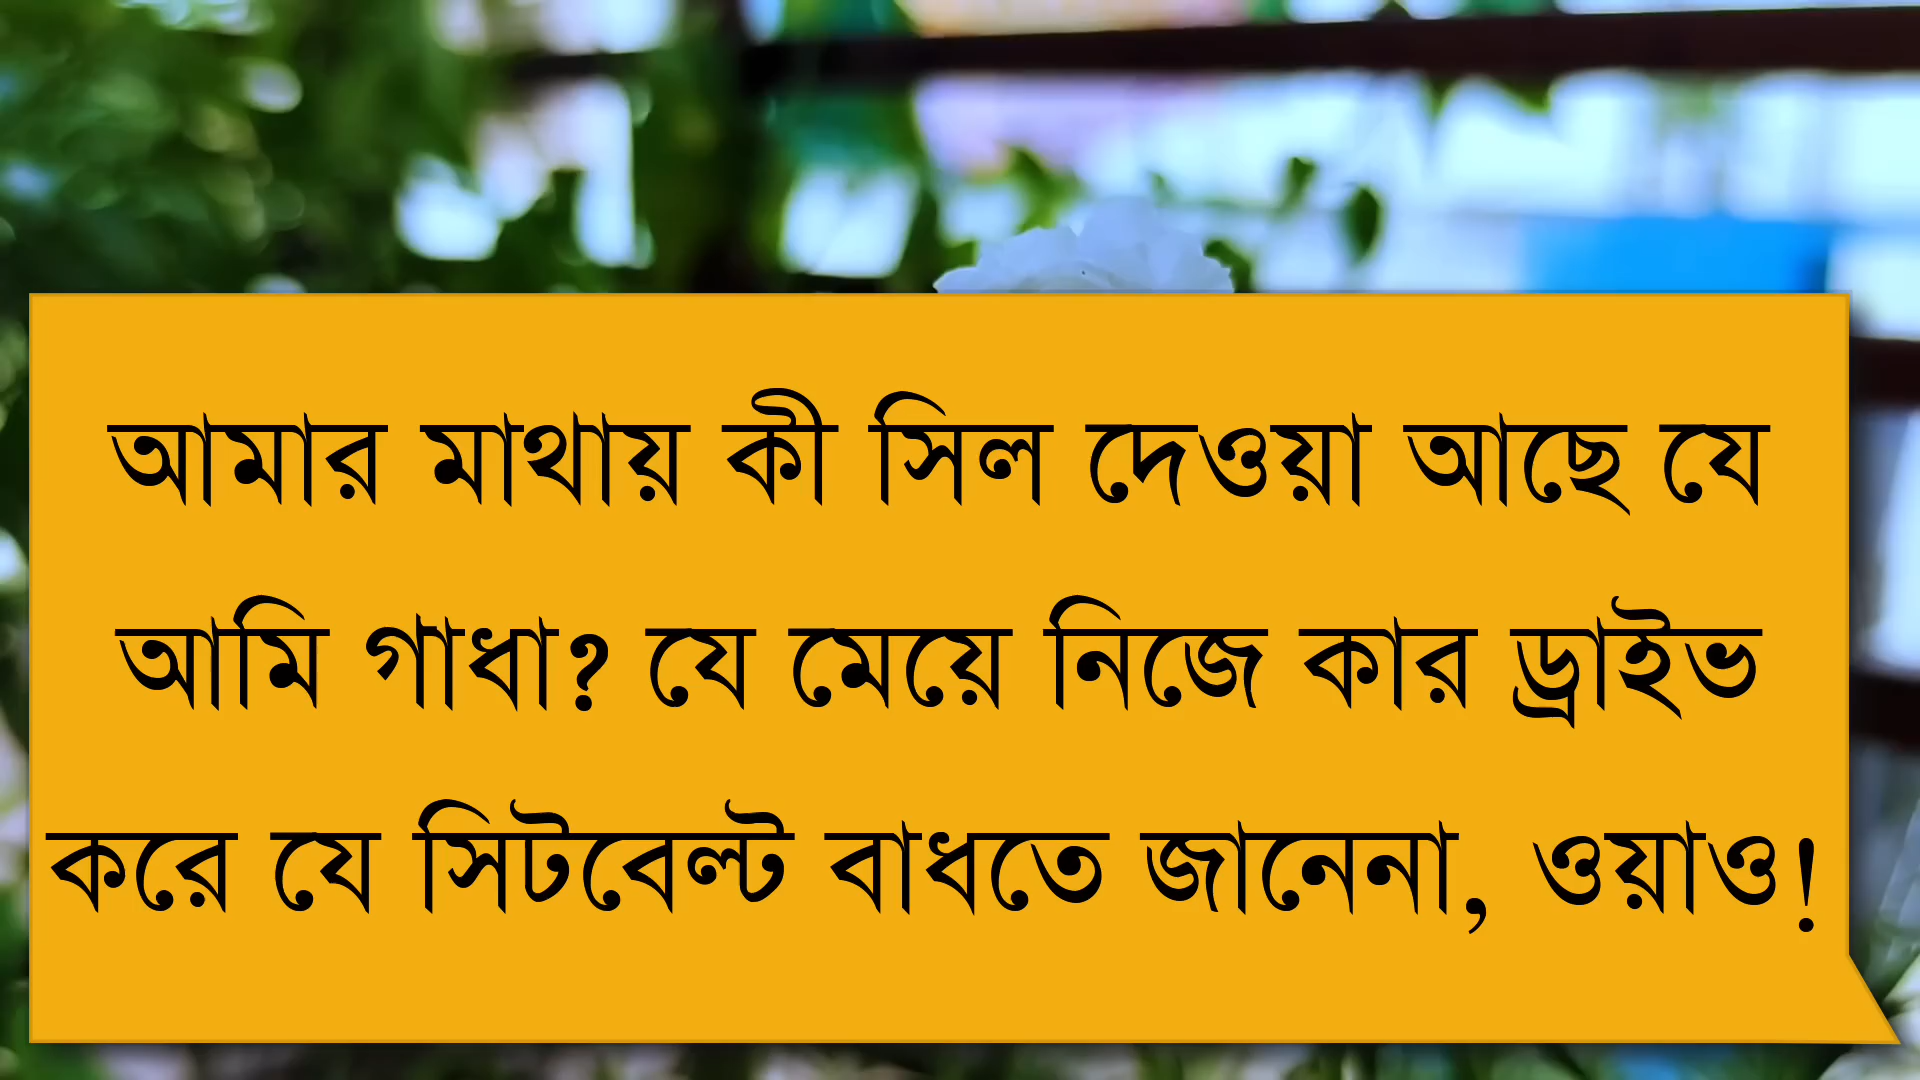 আমার মাথায় কী সিল দেওয়া আছে যে
আমি গাধা? যে মেয়ে নিজে কার ড্রাইভ
করে যে সিটবেল্ট বাধতে জানেনা, ওয়াও!